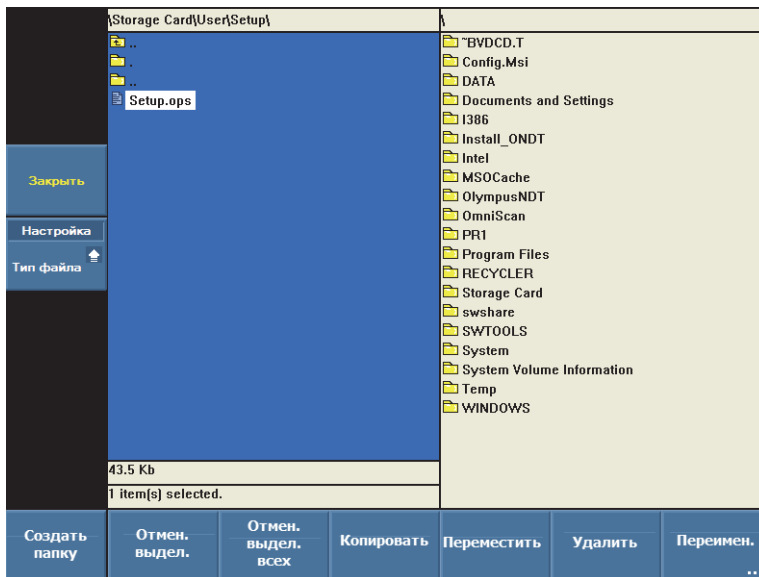 \Storage Card\User\Setup\
..
.
..
Setup.ops
43.5 Kb
1 item(s) selected.
\
~BVDCD.T
Config.Msi
DATA
Documents and Settings
I386
Install_ONDT
Intel
MSOCache
OlympusNDT
OmniScan
PR1
Program Files
RECYCLER
Storage Card
swshare
SWTOOLS
System
System Volume Information
Temp
WINDOWS
Закрыть
Настройка
Тип файла
Создать
папку
Отмен.
выдел.
Отмен.
выдел.
всех
Копировать
Переместить
Удалить
Переимен.
..